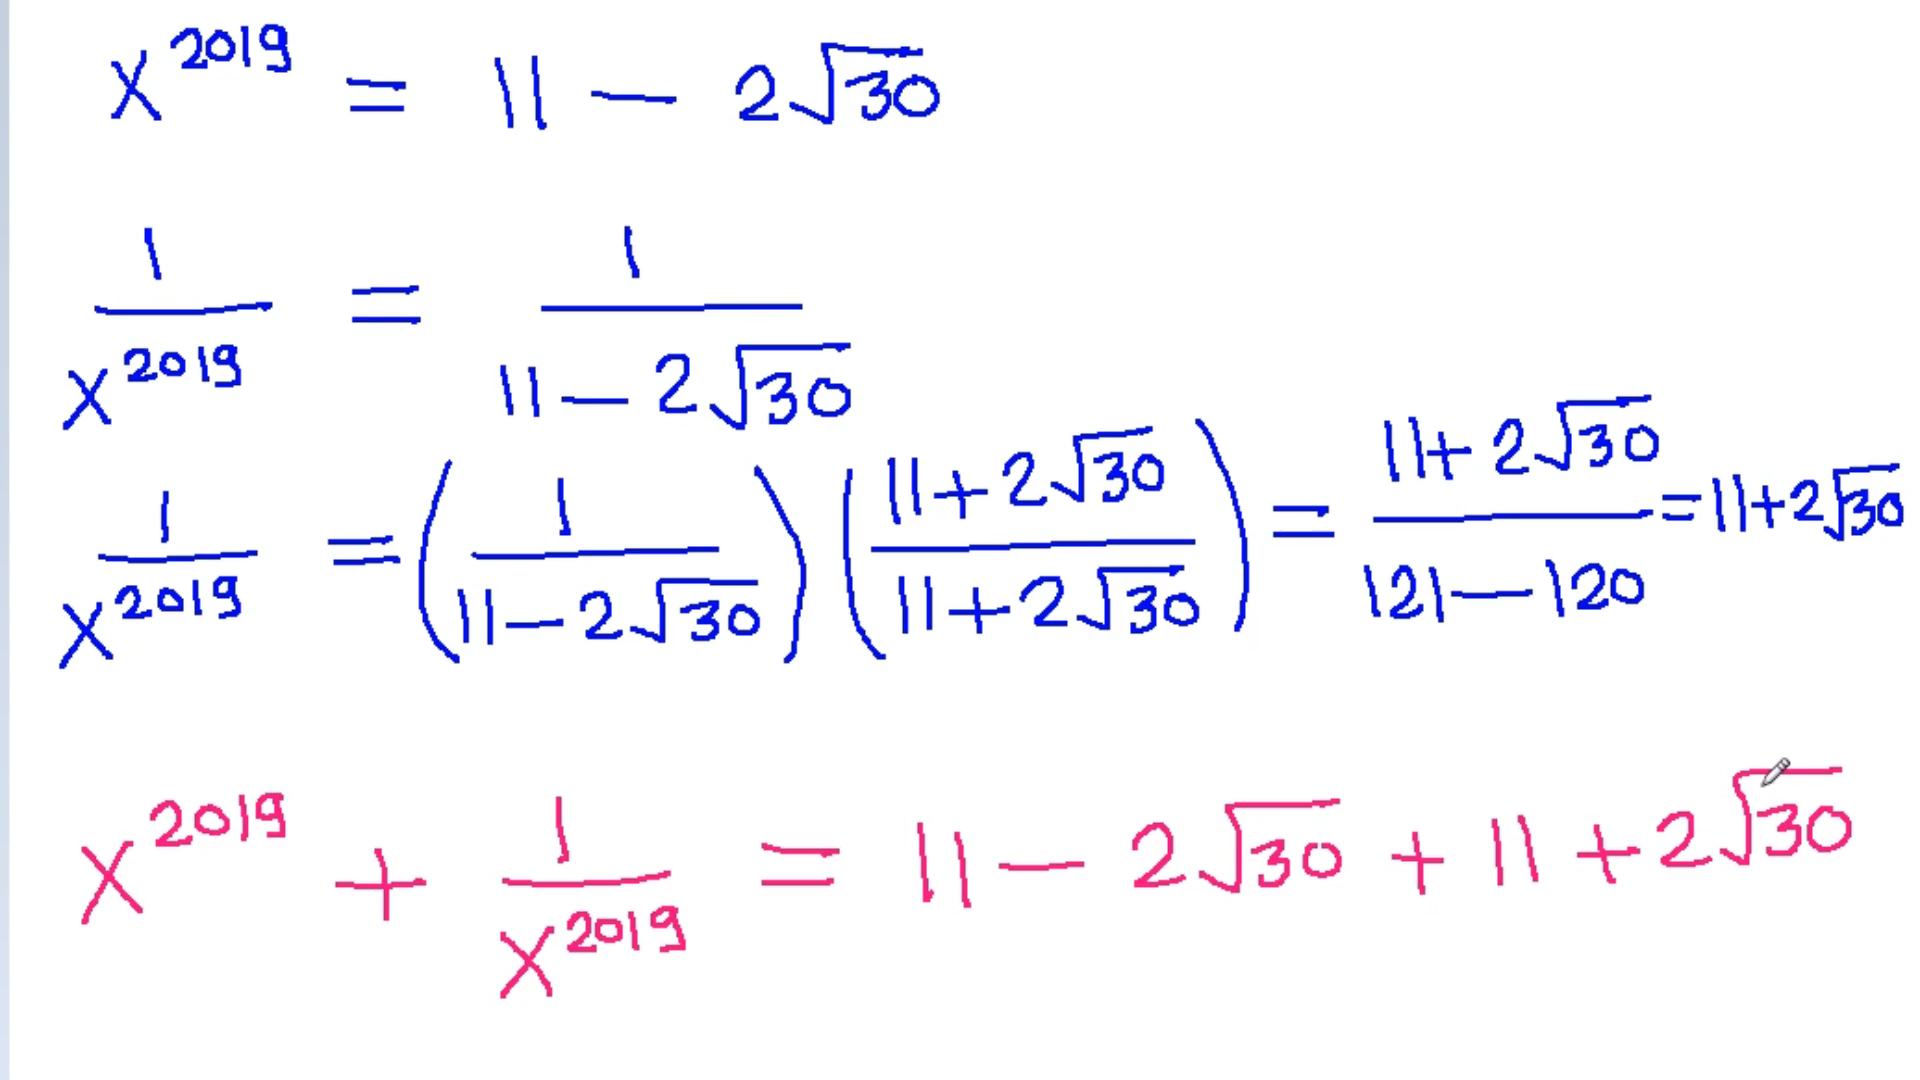 x^2019 = 11 - 2√30
1/x^2019 = 1/(11 - 2√30)
1/x^2019 = (1/(11 - 2√30)) ((11 + 2√30)/(11 + 2√30)) = (11 + 2√30)/(121 - 120) = 11 + 2√30
x^2019 + 1/x^2019 = 11 - 2√30 + 11 + 2√30